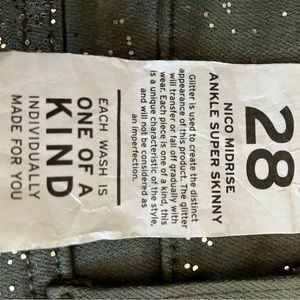 28
NICO MIDRISE
ANKLE SUPER SKINNY
Glitter is used to create the distinct
appearance of this product. The glitter
will transfer or fall off gradually with
wear. Each piece is one of a kind, this
is a unique characteristic of the style,
and will not be considered as
an imperfection.
EACH WASH IS
ONE OF A
KIND
INDIVIDUALLY
MADE FOR YOU